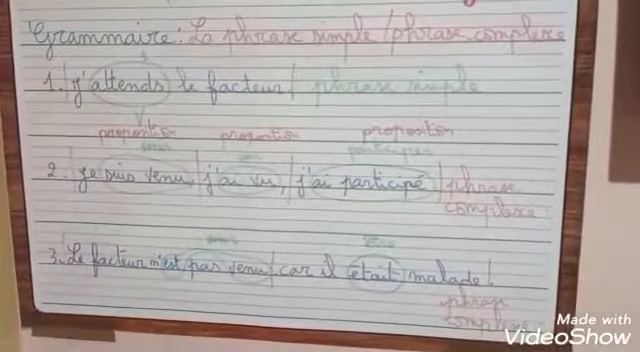 Grammaire: La phrase simple / phrase complexe
1. j'attends le facteur / phrase simple
V
proposition proposition proposition
participer
2. je suis venu, j'ai vu, j'ai participé / phrase
complexe
3. Le facteur n'est pas venu / car il était malade.
phrase
complexe
Made with
VideoShow